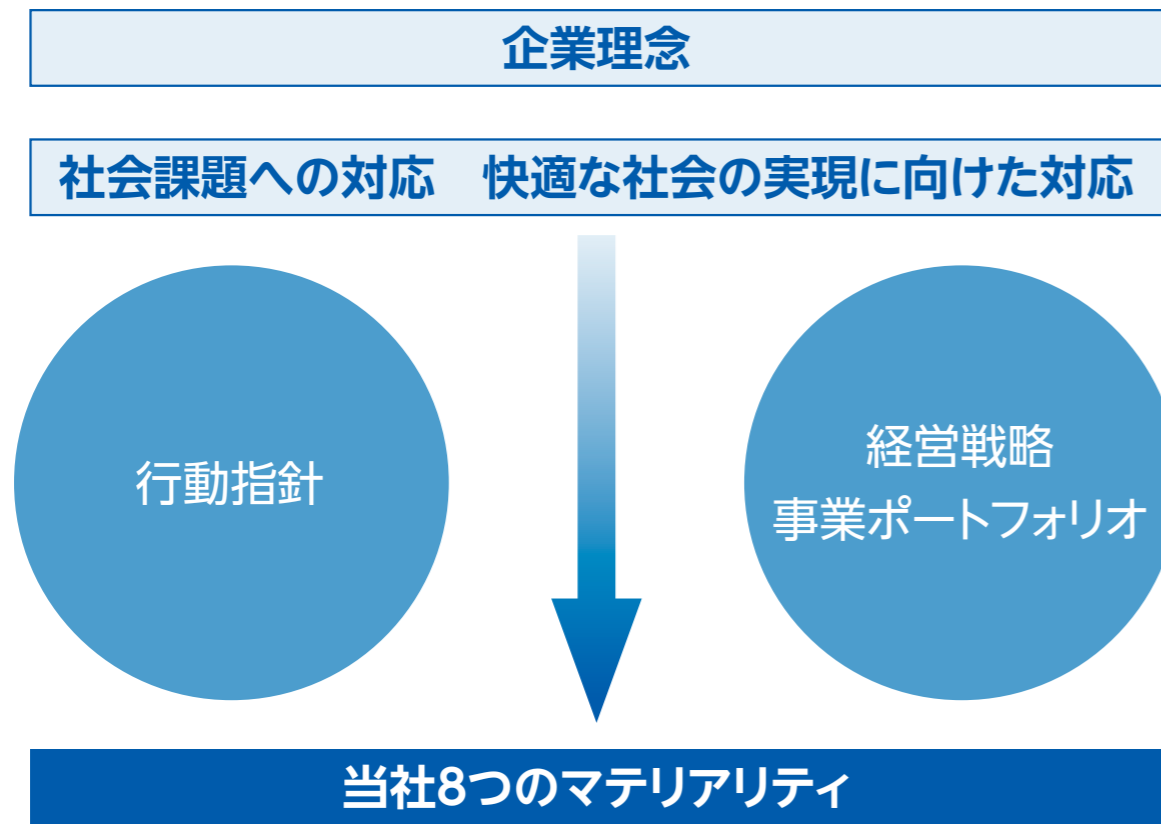 企業理念
社会課題への対応　快適な社会の実現に向けた対応
行動指針
経営戦略
事業ポートフォリオ
当社8つのマテリアリティ